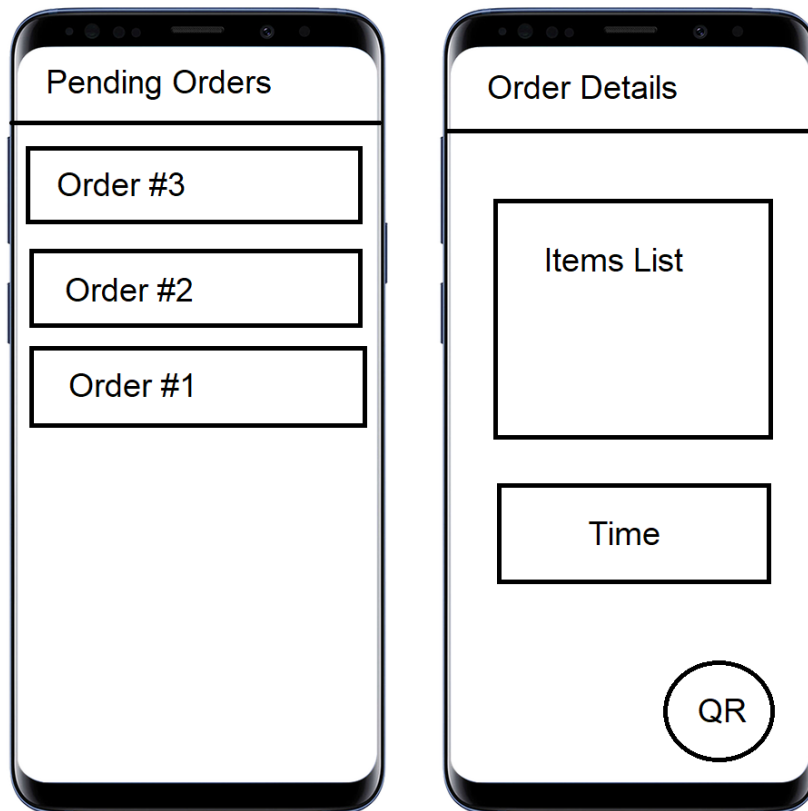 Pending Orders
Order #3
Order #2
Order #1
Order Details
Items List
Time
QR